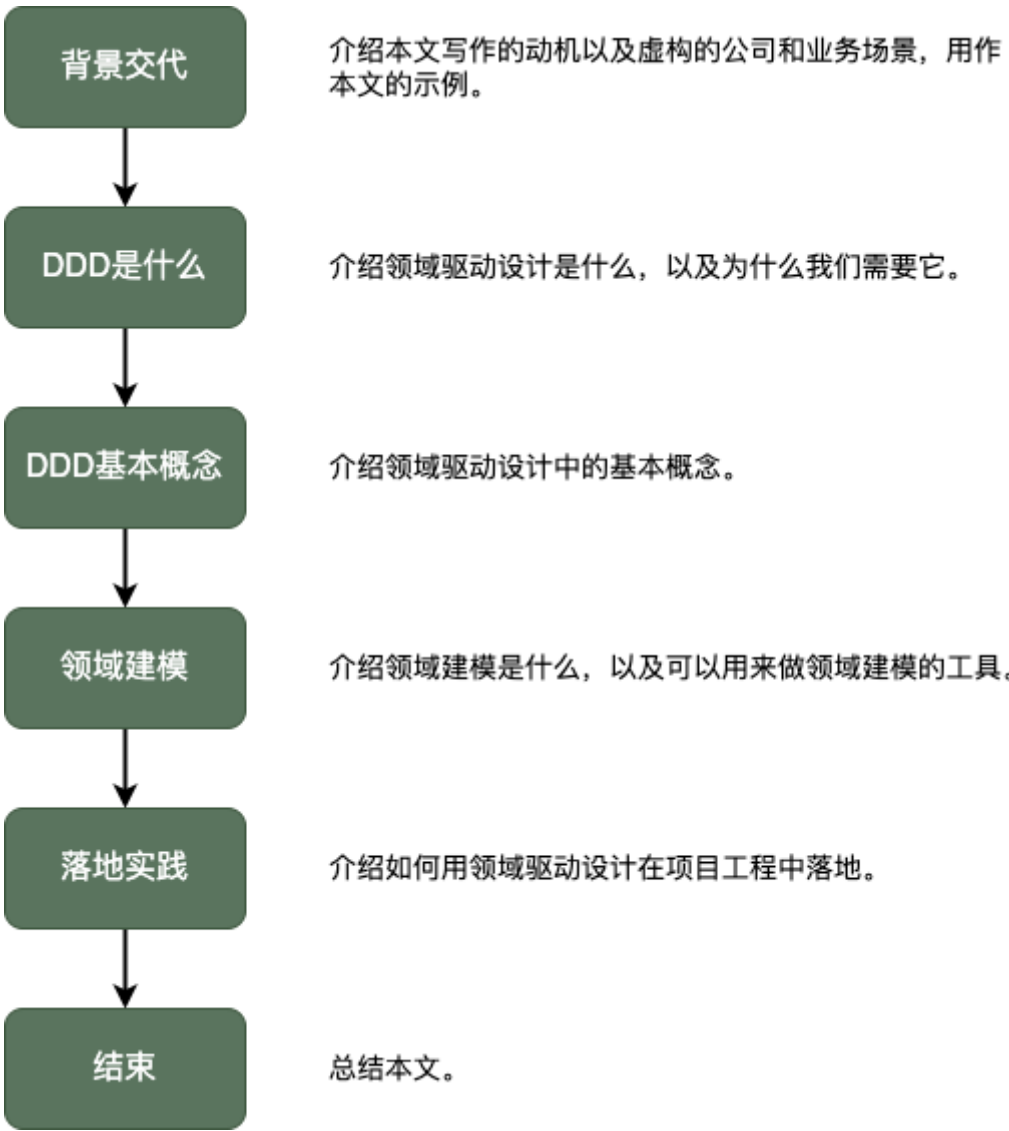 背景交代
介绍本文写作的动机以及虚构的公司和业务场景，用作
本文的示例。
DDD是什么
介绍领域驱动设计是什么，以及为什么我们需要它。
DDD基本概念
介绍领域驱动设计中的基本概念。
领域建模
介绍领域建模是什么，以及可以用来做领域建模的工具。
落地实践
介绍如何用领域驱动设计在项目工程中落地。
结束
总结本文。